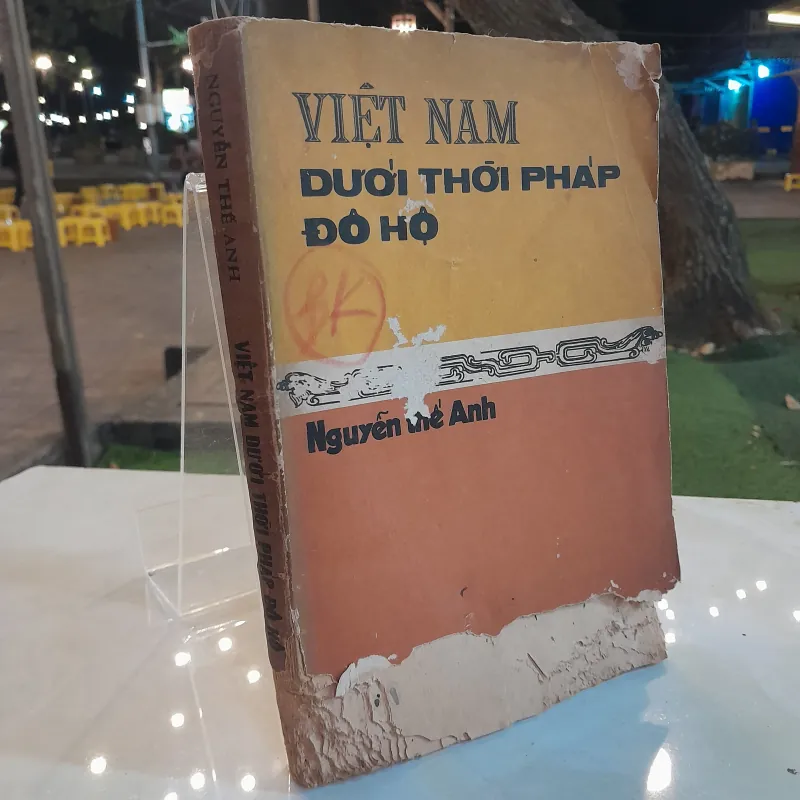 VIỆT NAM
DƯỚI THỜI PHÁP
ĐÔ HỘ
Nguyễn thế Anh
NGUYỄN THẾ ANH VIỆT NAM DƯỚI THỜI PHÁP ĐÔ HỘ